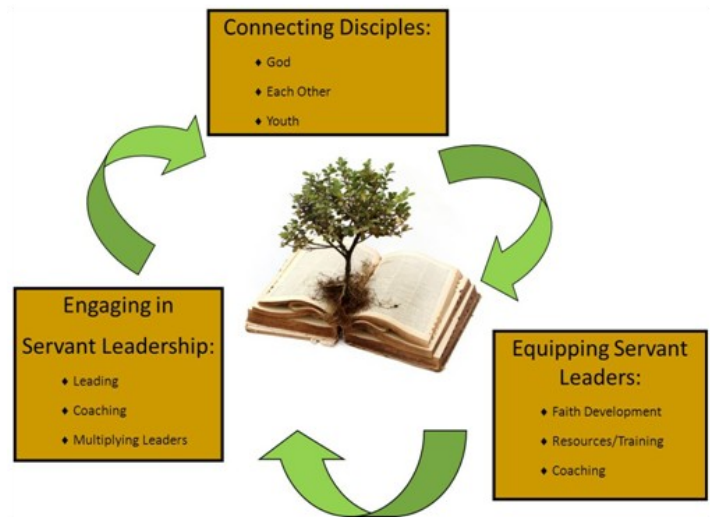 Connecting Disciples:
♦ God
♦ Each Other
♦ Youth
Engaging in
Servant Leadership:
♦ Leading
♦ Coaching
♦ Multiplying Leaders
Equipping Servant
Leaders:
♦ Faith Development
♦ Resources/Training
♦ Coaching